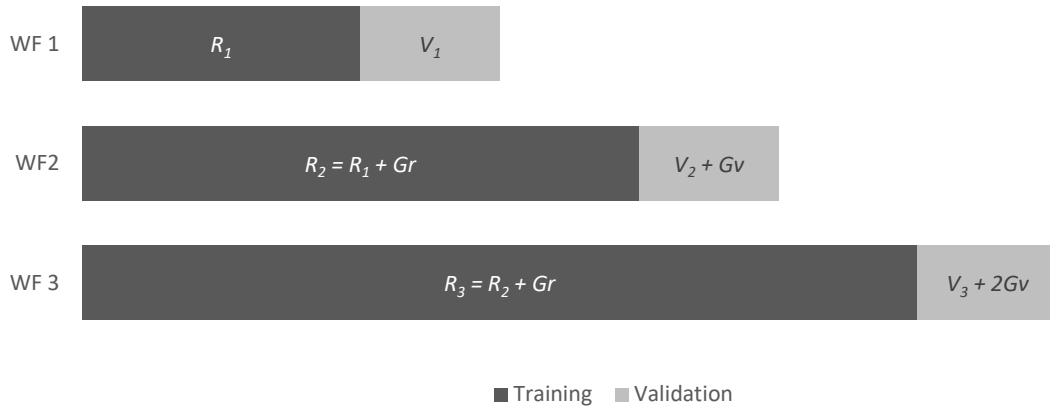 WF 1
R₁
V₁
WF2
R₂ = R₁ + Gr
V₂ + Gv
WF 3
R₃ = R₂ + Gr
V₃ + 2Gv
Training
Validation